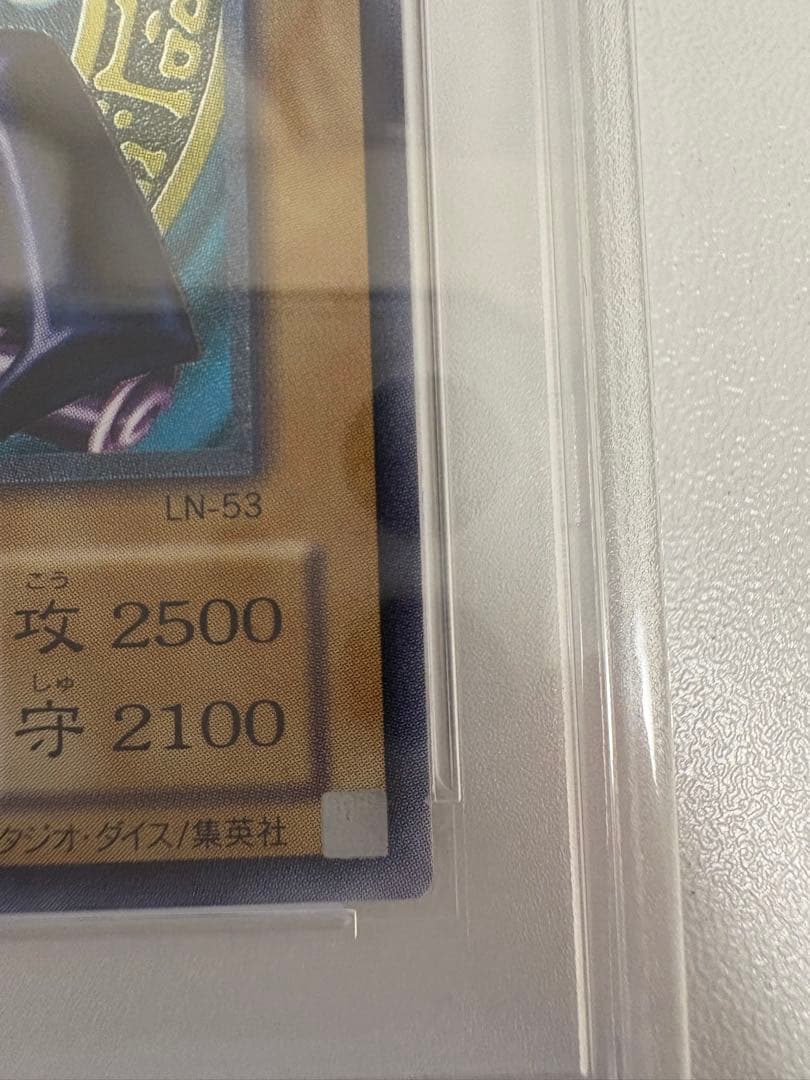 LN-53
こう
攻 2500
しゅ
守 2100
タジオ・ダイス/集英社